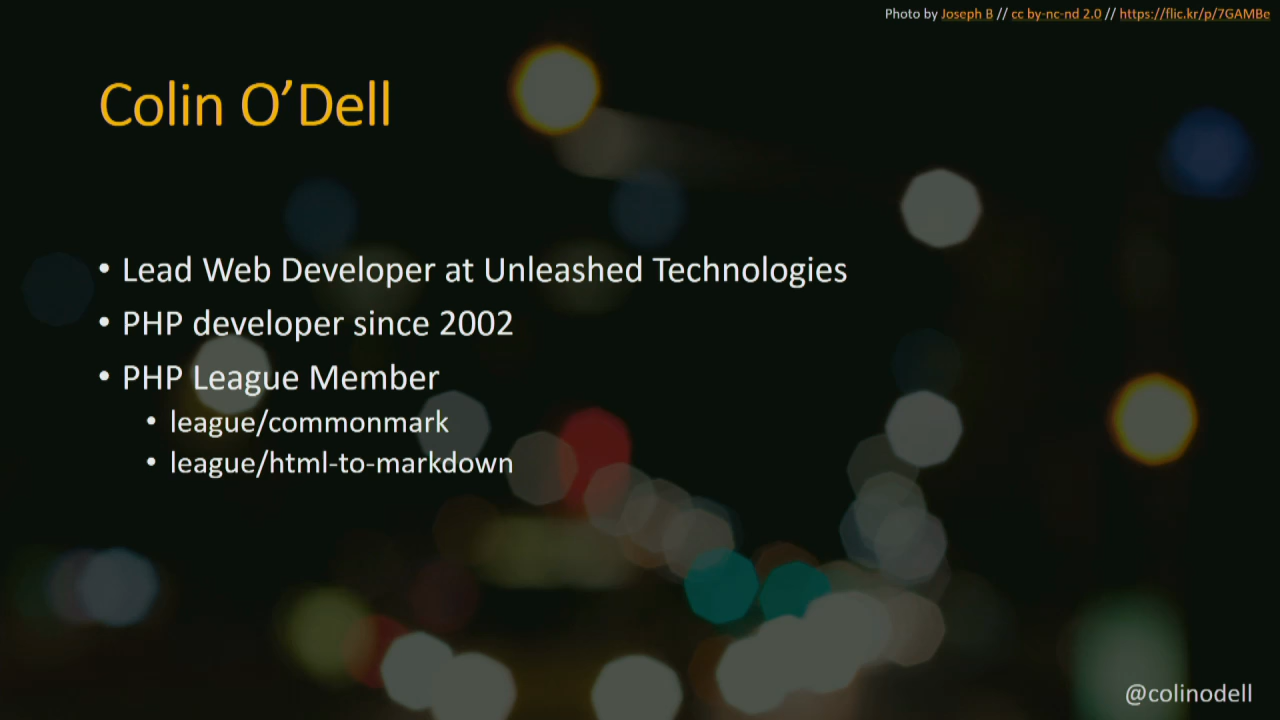 Photo by Joseph B // cc by-nc-nd 2.0 // https://flic.kr/p/7GAMBe
Colin O’Dell
• Lead Web Developer at Unleashed Technologies
• PHP developer since 2002
• PHP League Member
• league/commonmark
• league/html-to-markdown
@colinodell